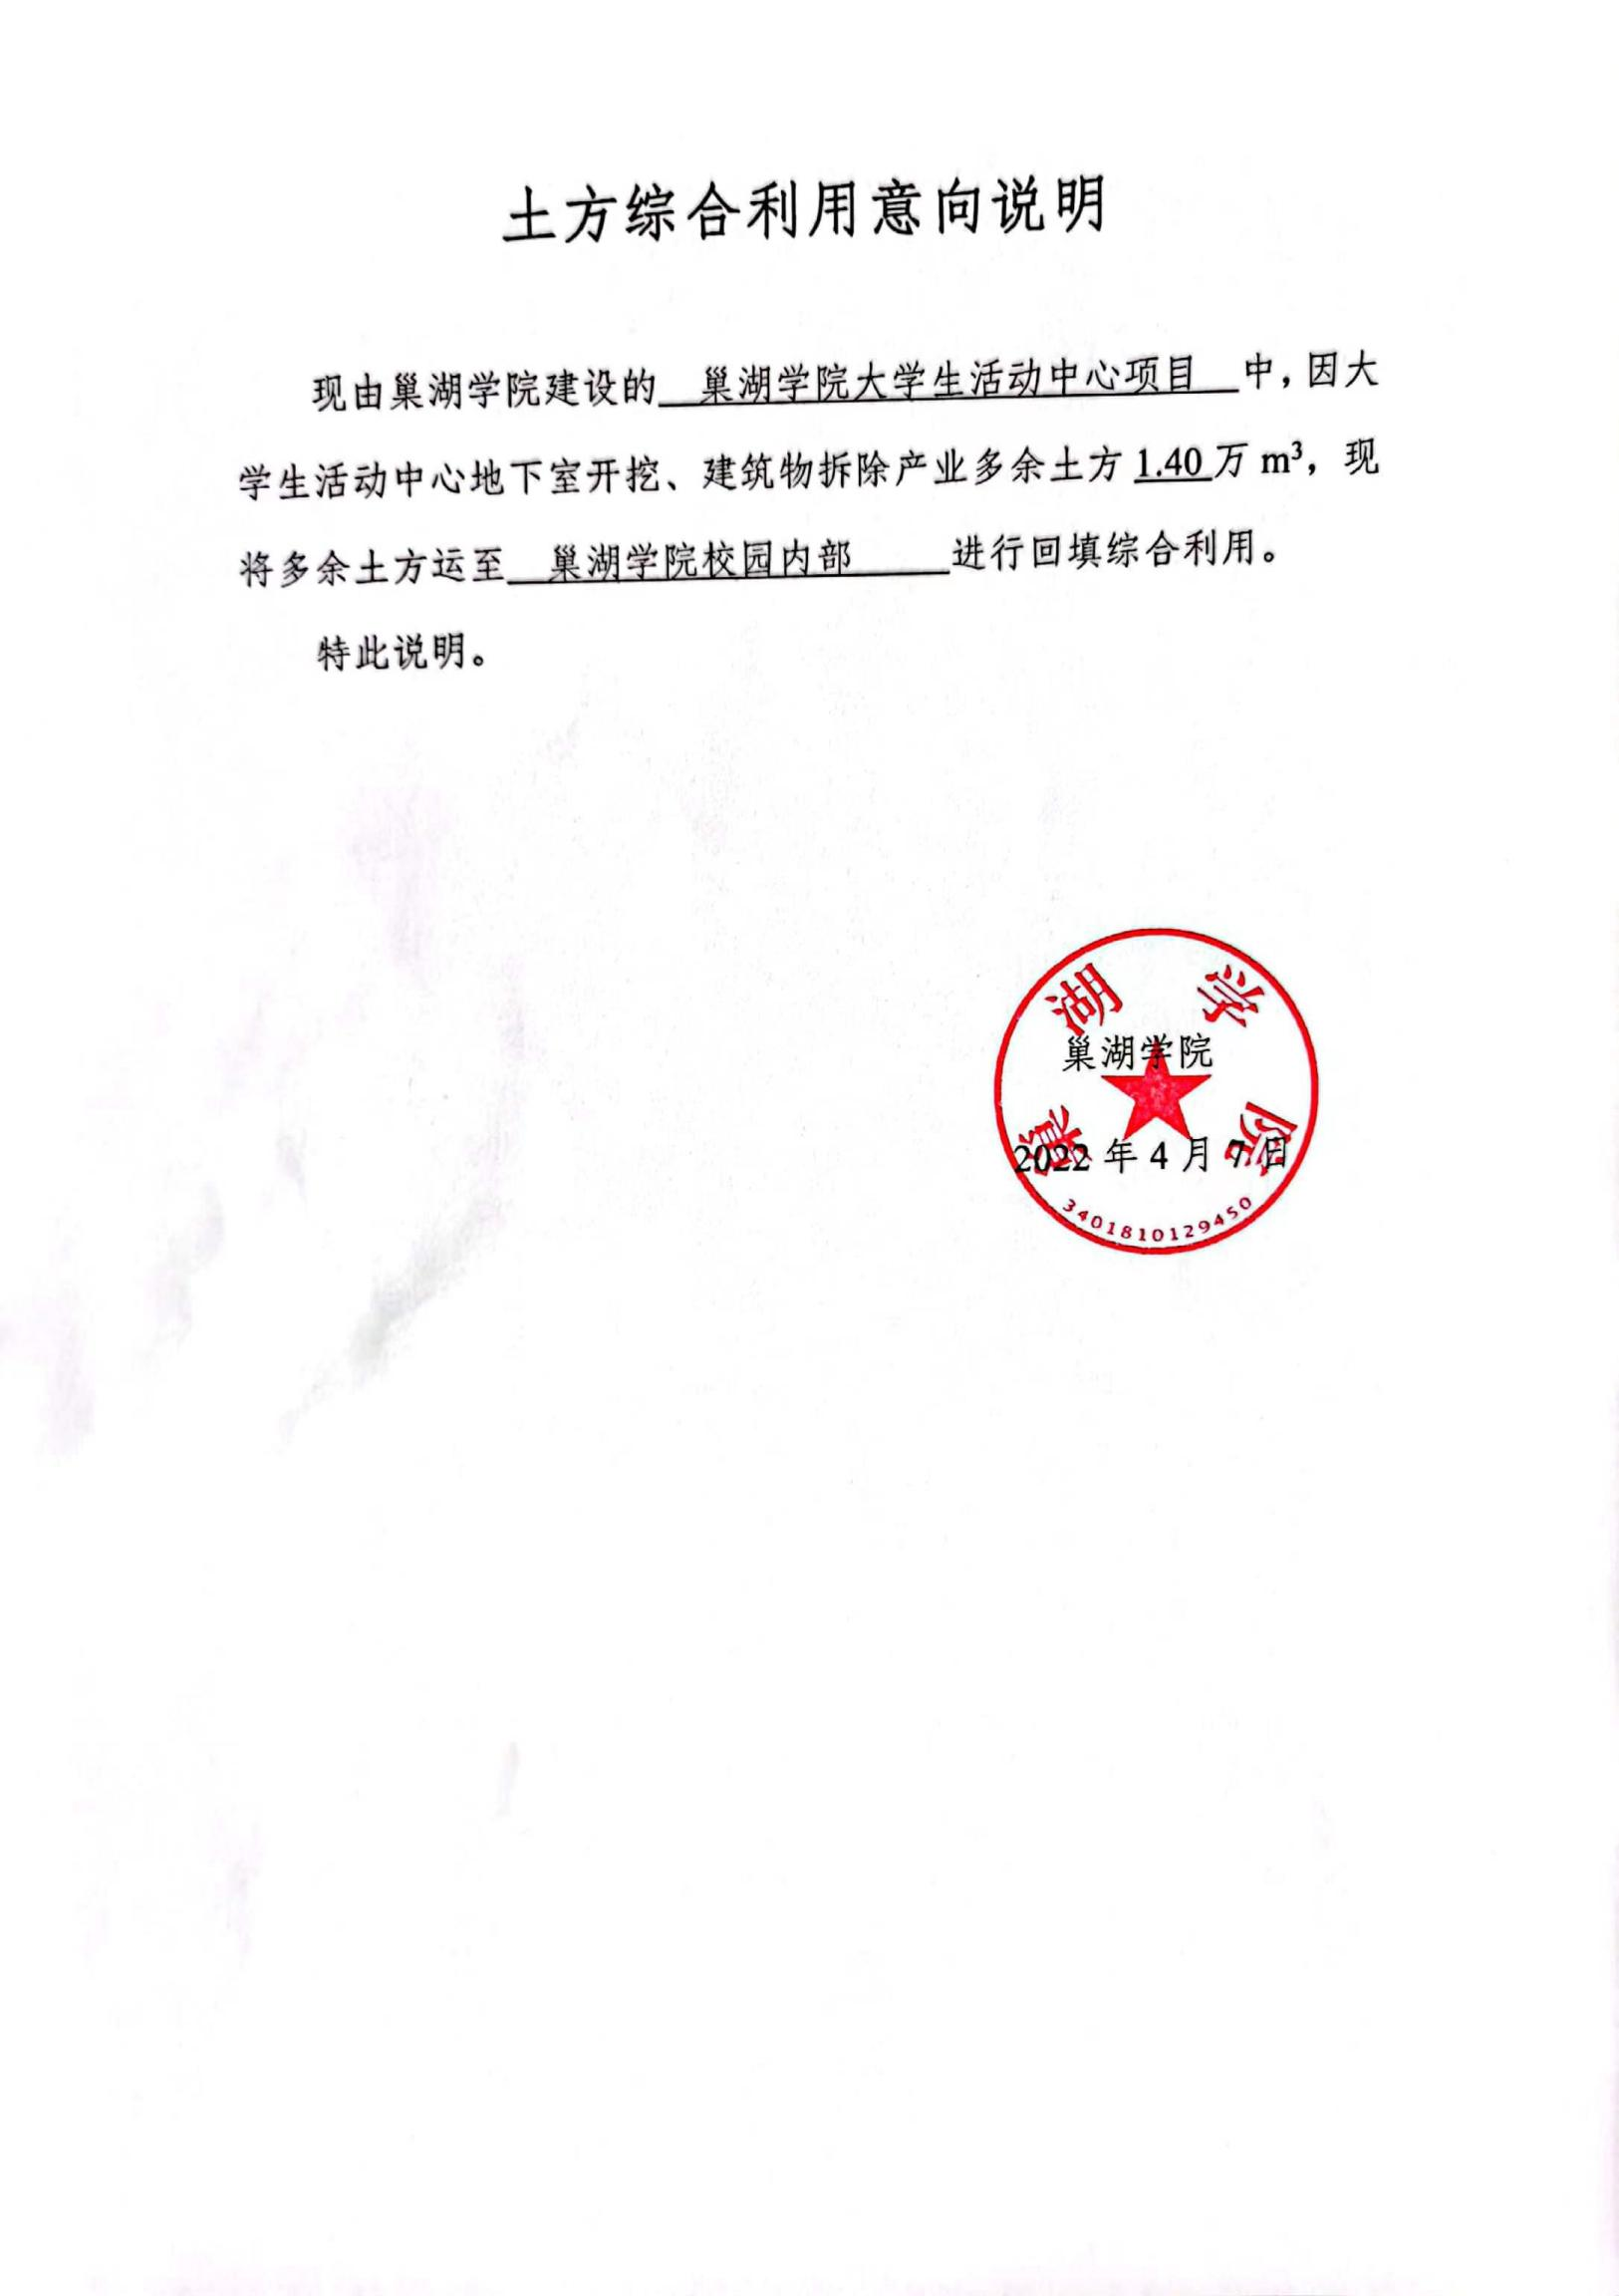 土方综合利用意向说明
现由巢湖学院建设的 巢湖学院大学生活动中心项目 中，因大
学生活动中心地下室开挖、建筑物拆除产业多余土方 1.40 万 m³，现
将多余土方运至 巢湖学院校园内部 进行回填综合利用。
特此说明。
巢湖学院
巢湖学院
2022 年 4 月 7 日
3401810129450